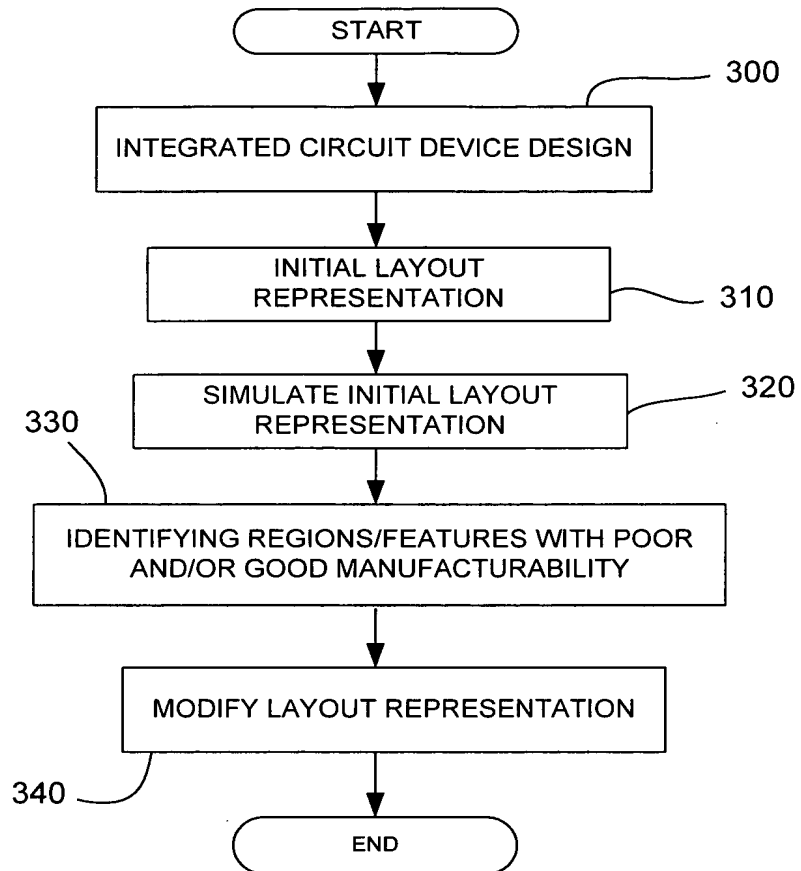 START
300
INTEGRATED CIRCUIT DEVICE DESIGN
INITIAL LAYOUT
REPRESENTATION
310
SIMULATE INITIAL LAYOUT
REPRESENTATION
320
330
IDENTIFYING REGIONS/FEATURES WITH POOR
AND/OR GOOD MANUFACTURABILITY
MODIFY LAYOUT REPRESENTATION
340
END